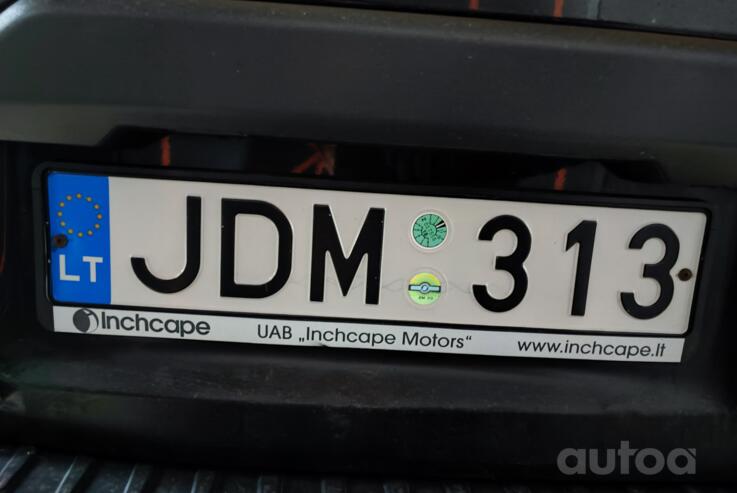 LT JDM 313
Inchcape UAB „Inchcape Motors“ www.inchcape.lt
autoa